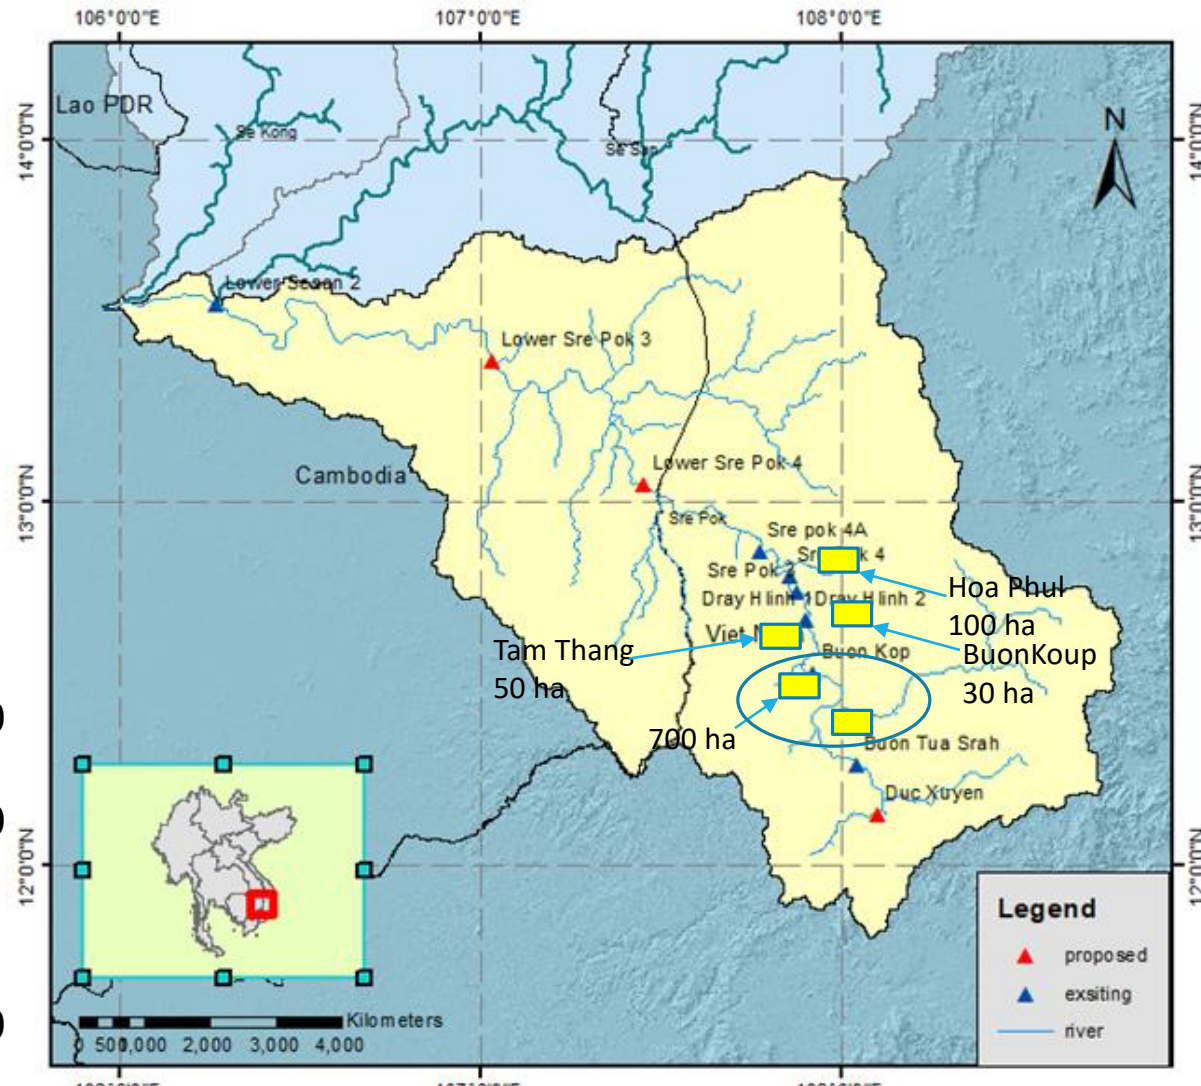 106°0'0"E
107°0'0"E
108°0'0"E
Lao PDR
14°0'0"N
14°0'0"N
N
Se Kong
Se San
Lower Sesan 2
Lower Sre Pok 3
Cambodia
Lower Sre Pok 4
13°0'0"N
13°0'0"N
Sre Pok
Sre pok 4A
Sre Pok 3
Dray H linh 1
Dray H linh 2
Hoa Phul
100 ha
Tam Thang
50 ha
Buon Kop
BuonKoup
30 ha
700 ha
Buon Tua Srah
Duc Xuyen
12°0'0"N
12°0'0"N
Legend
proposed
exsiting
river
Kilometers
0 500 1,000 2,000 3,000 4,000